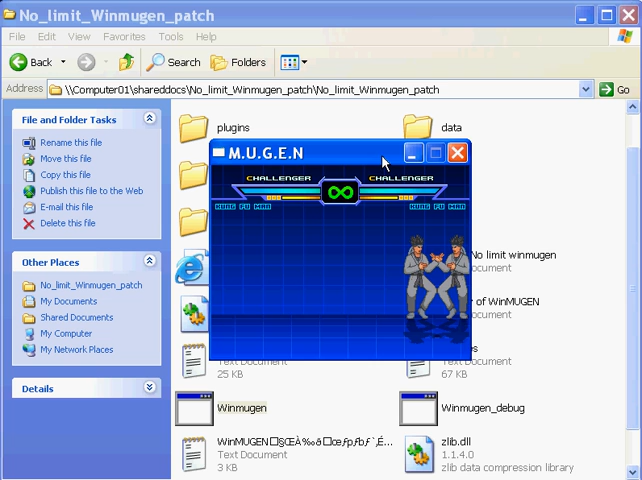 No_limit_Winmugen_patch
File Edit View Favorites Tools Help
Back Search Folders
Address \\Computer01\shareddocs\No_limit_Winmugen_patch\No_limit_Winmugen_patch Go
File and Folder Tasks
Rename this file
Move this file
Copy this file
Publish this file to the Web
E-mail this file
Delete this file
Other Places
No_limit_Winmugen_patch
My Documents
Shared Documents
My Computer
My Network Places
Details
plugins
data
M.U.G.E.N
CHALLENGER CHALLENGER
KUNG FU MAN KUNG FU MAN
No limit winmugen
ocument
of WinMUGEN
ocument
Text Document
25 KB
Text Document
67 KB
Winmugen
Winmugen_debug
Text Document
3 KB
zlib.dll
1.1.4.0
zlib data compression library